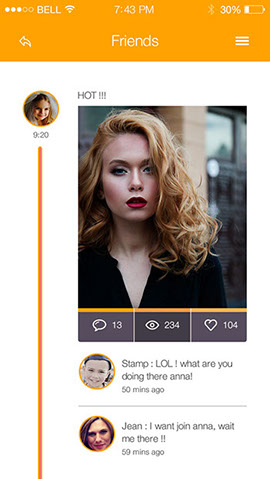 BELL 7:43 PM 30%
Friends
HOT !!!
9:20
13 234 104
Stamp : LOL ! what are you
doing there anna!
50 mins ago
Jean : I want join anna, wait
me there !!
59 mins ago